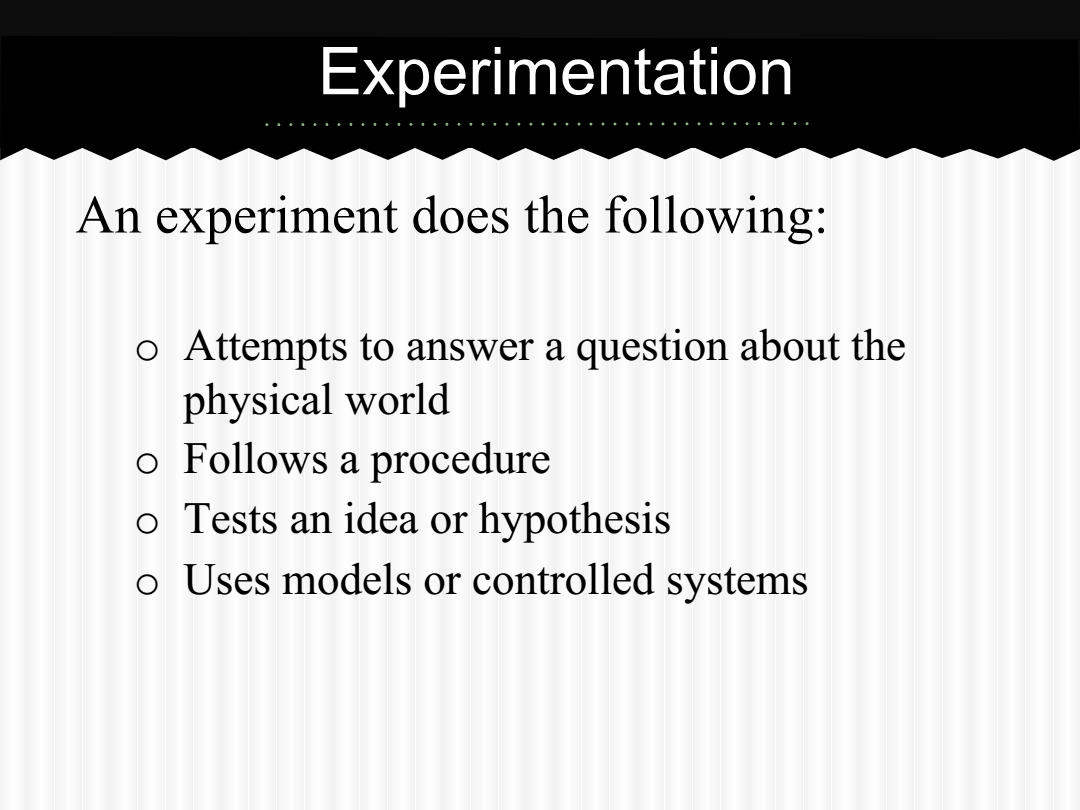 Experimentation
An experiment does the following:
o Attempts to answer a question about the
physical world
o Follows a procedure
o Tests an idea or hypothesis
o Uses models or controlled systems